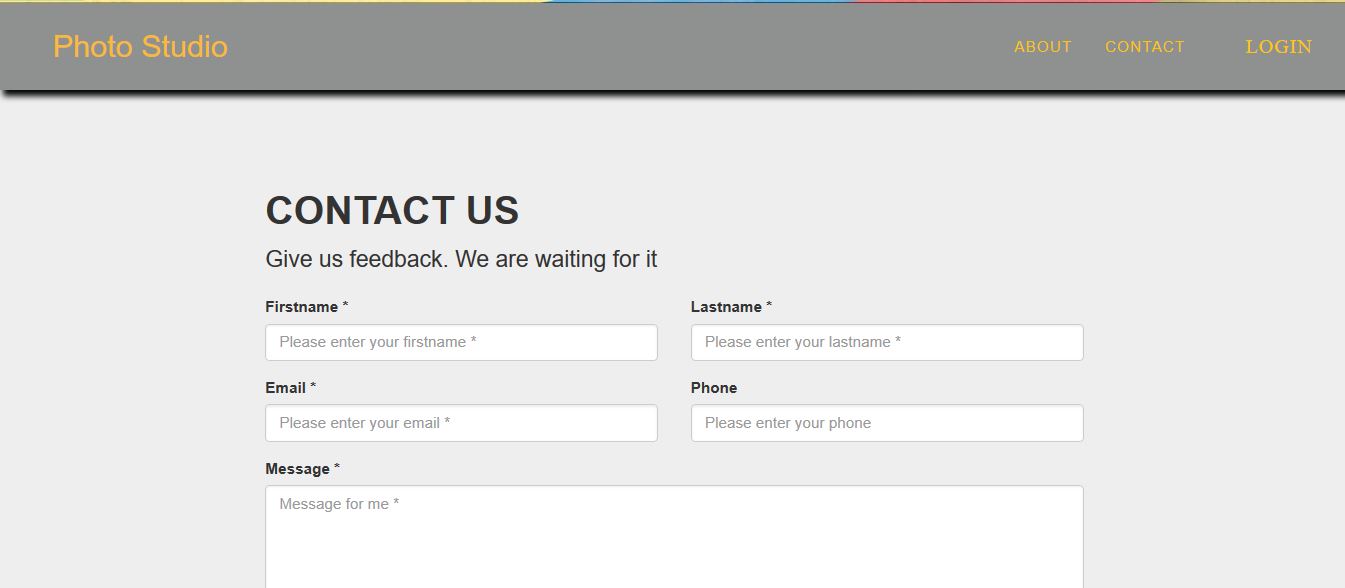 Photo Studio ABOUT CONTACT LOGIN
CONTACT US
Give us feedback. We are waiting for it
Firstname * Lastname *
Please enter your firstname * Please enter your lastname *
Email * Phone
Please enter your email * Please enter your phone
Message *
Message for me *